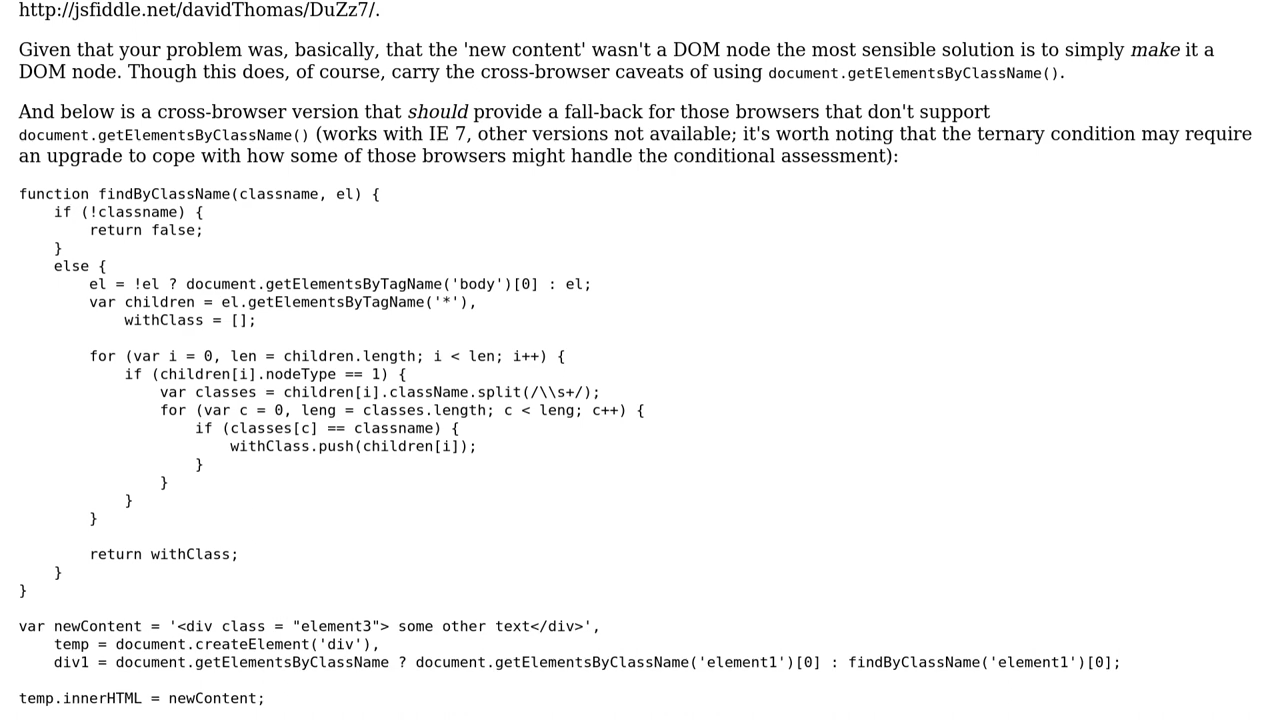 http://jsfiddle.net/davidThomas/DuZz7/.
Given that your problem was, basically, that the 'new content' wasn't a DOM node the most sensible solution is to simply make it a
DOM node. Though this does, of course, carry the cross-browser caveats of using document.getElementsByClassName().
And below is a cross-browser version that should provide a fall-back for those browsers that don't support
document.getElementsByClassName() (works with IE 7, other versions not available; it's worth noting that the ternary condition may require
an upgrade to cope with how some of those browsers might handle the conditional assessment):
function findByClassName(classname, el) {
    if (!classname) {
        return false;
    }
    else {
        el = !el ? document.getElementsByTagName('body')[0] : el;
        var children = el.getElementsByTagName('*'),
            withClass = [];
        for (var i = 0, len = children.length; i < len; i++) {
            if (children[i].nodeType == 1) {
                var classes = children[i].className.split(/\\s+/);
                for (var c = 0, leng = classes.length; c < leng; c++) {
                    if (classes[c] == classname) {
                        withClass.push(children[i]);
                    }
                }
            }
        }
        return withClass;
    }
}
var newContent = '<div class = "element3"> some other text</div>',
    temp = document.createElement('div'),
    div1 = document.getElementsByClassName ? document.getElementsByClassName('element1')[0] : findByClassName('element1')[0];
temp.innerHTML = newContent;